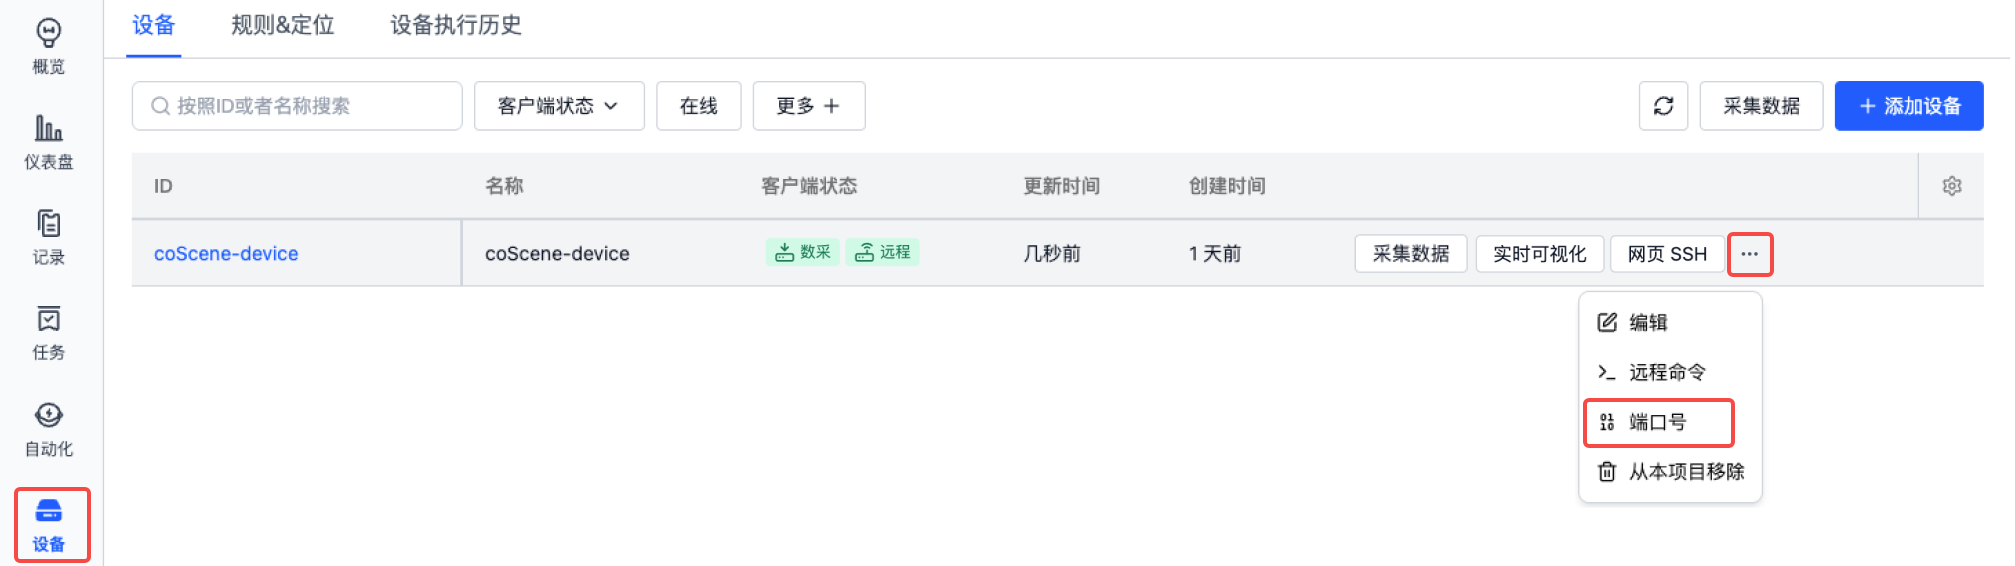 概览
仪表盘
记录
任务
自动化
设备
设备 规则&定位 设备执行历史
按照ID或者名称搜索 客户端状态 在线 更多 + 采集数据 + 添加设备
ID 名称 客户端状态 更新时间 创建时间
coScene-device coScene-device 数采 远程 几秒前 1 天前 采集数据 实时可视化 网页 SSH ···
编辑
远程命令
端口号
从本项目移除